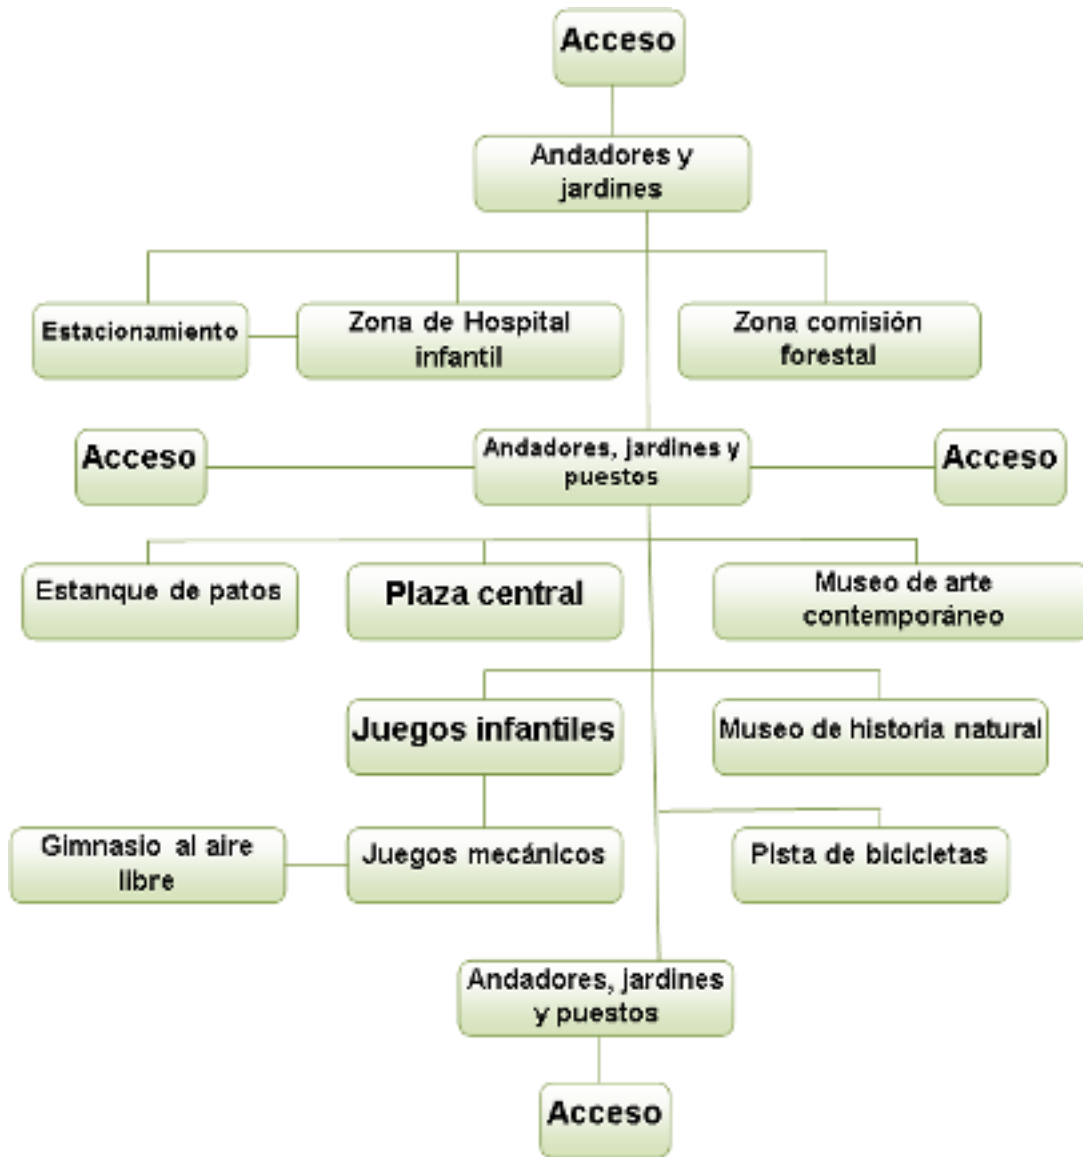 Acceso
Andadores y
jardines
Estacionamiento
Zona de Hospital
infantil
Zona comisión
forestal
Acceso
Andadores, jardines y
puestos
Acceso
Estanque de patos
Plaza central
Museo de arte
contemporáneo
Juegos infantiles
Museo de historia natural
Gimnasio al aire
libre
Juegos mecánicos
Pista de bicicletas
Andadores, jardines
y puestos
Acceso